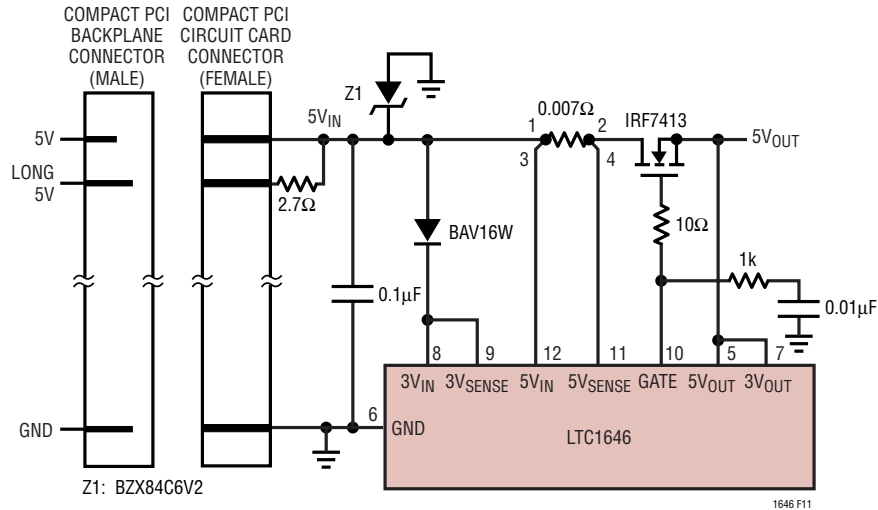 COMPACT PCI
BACKPLANE
CONNECTOR
(MALE)
COMPACT PCI
CIRCUIT CARD
CONNECTOR
(FEMALE)
Z1
5VIN
0.007Ω
IRF7413
1
2
3
4
5V
5VOUT
LONG
5V
2.7Ω
BAV16W
10Ω
1k
0.1µF
0.01µF
8
9
12
11
10
5
7
3VIN
3VSENSE
5VIN
5VSENSE
GATE
5VOUT
3VOUT
6
GND
GND
LTC1646
Z1: BZX84C6V2
1646 F11